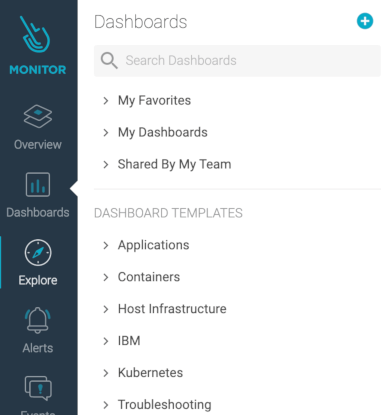 MONITOR
Overview
Dashboards
Explore
Alerts
Events
Dashboards
Search Dashboards
My Favorites
My Dashboards
Shared By My Team
DASHBOARD TEMPLATES
Applications
Containers
Host Infrastructure
IBM
Kubernetes
Troubleshooting